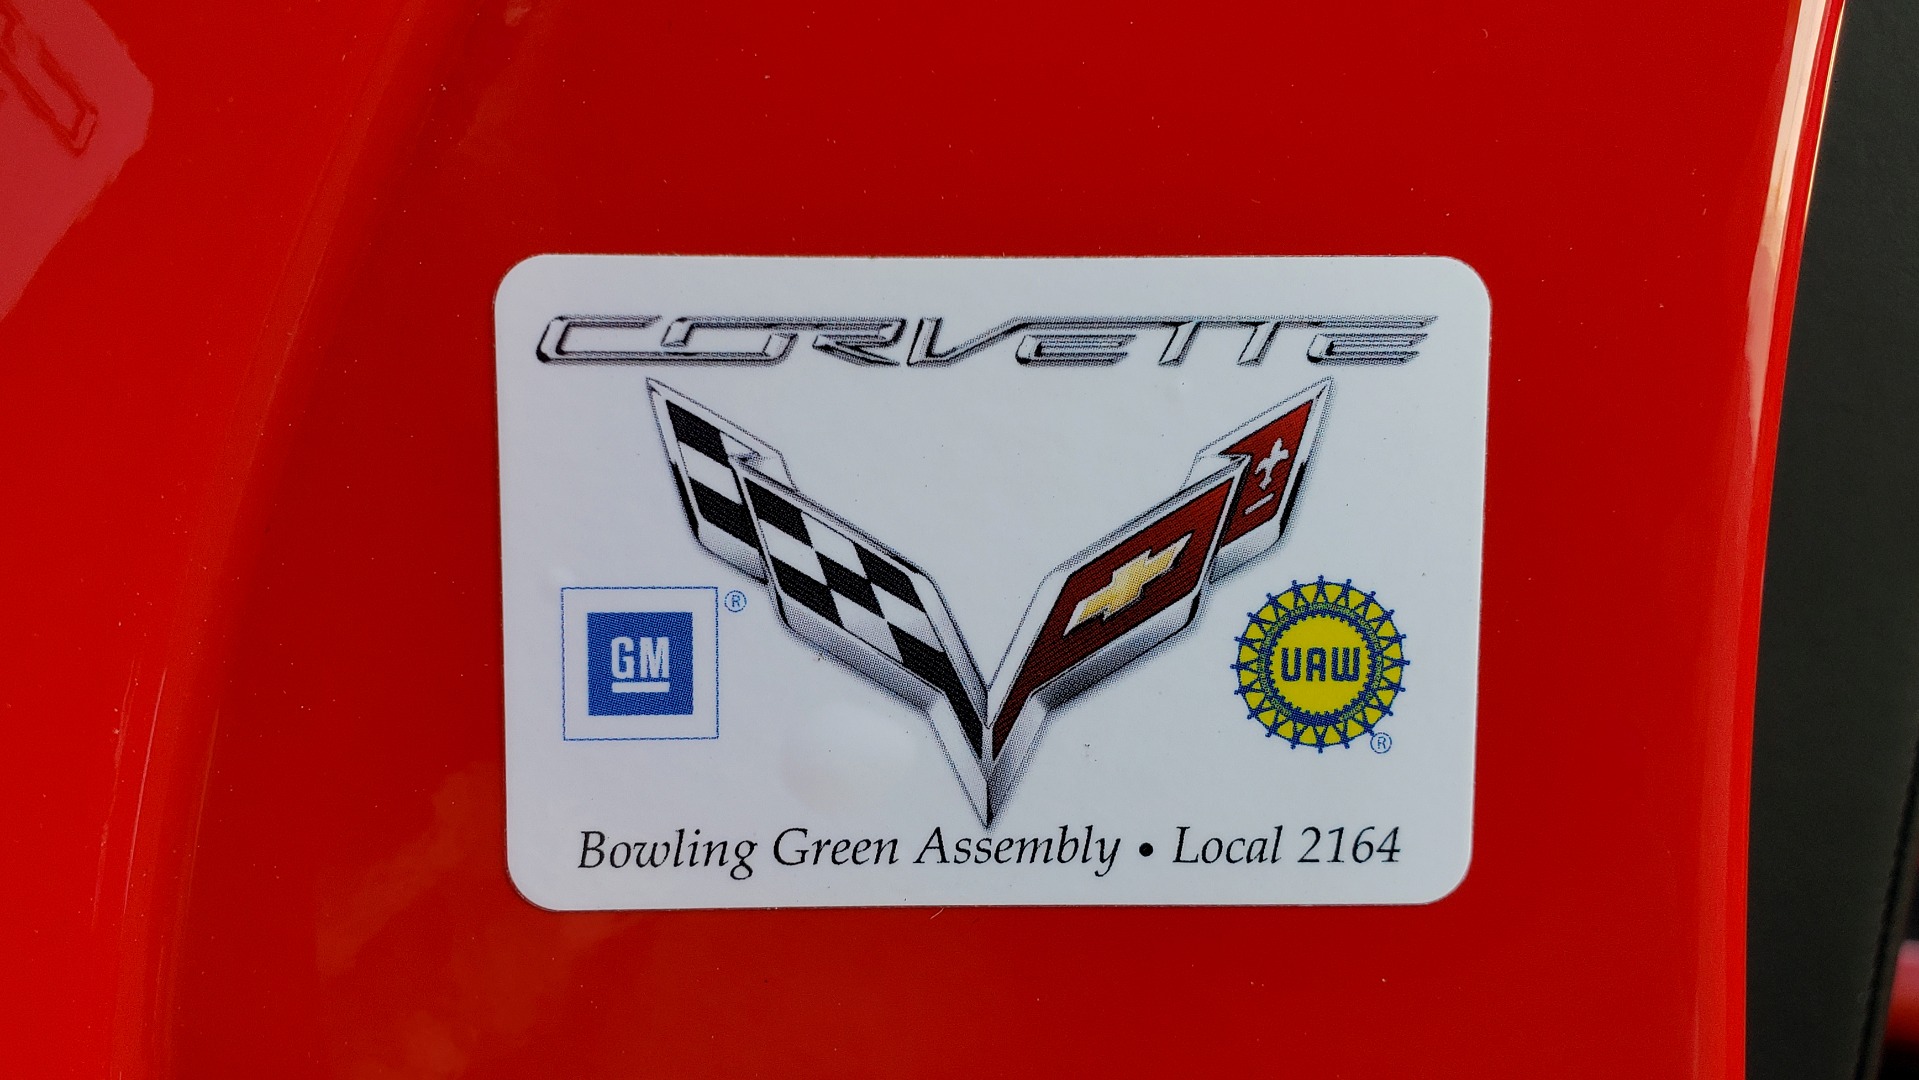 CORVETTE
GM ®
UAW ®
Bowling Green Assembly • Local 2164